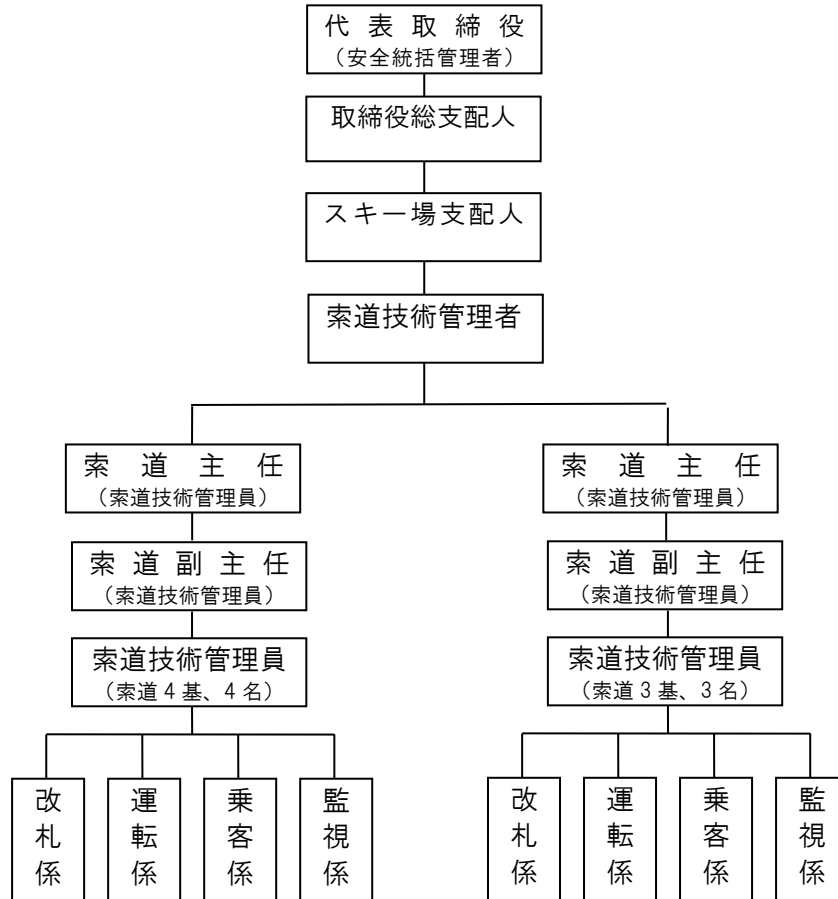 代表取締役
（安全統括管理者）
取締役総支配人
スキー場支配人
索道技術管理者
索道主任
（索道技術管理員）
索道副主任
（索道技術管理員）
索道技術管理員
（索道4基、4名）
改札係
運転係
乗客係
監視係
索道主任
（索道技術管理員）
索道副主任
（索道技術管理員）
索道技術管理員
（索道3基、3名）
改札係
運転係
乗客係
監視係